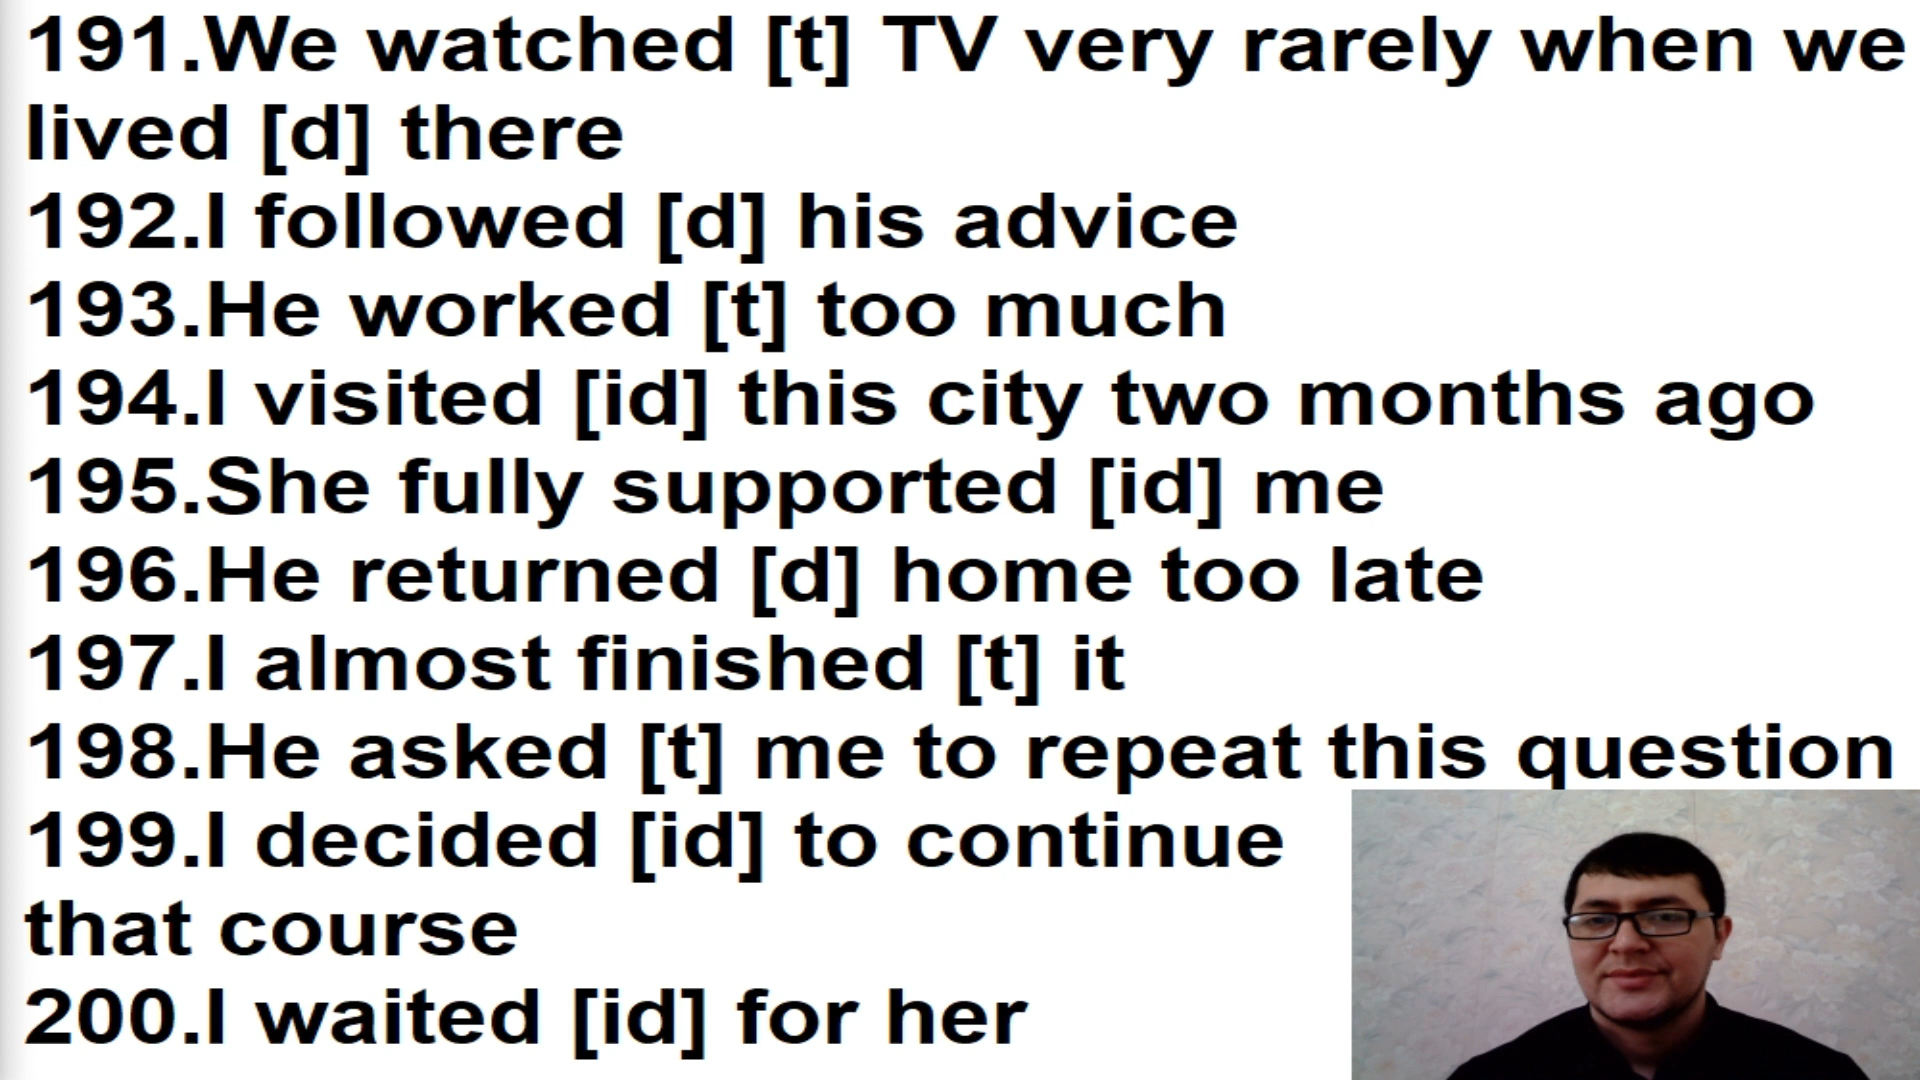 191.We watched [t] TV very rarely when we
lived [d] there
192.I followed [d] his advice
193.He worked [t] too much
194.I visited [id] this city two months ago
195.She fully supported [id] me
196.He returned [d] home too late
197.I almost finished [t] it
198.He asked [t] me to repeat this question
199.I decided [id] to continue
that course
200.I waited [id] for her